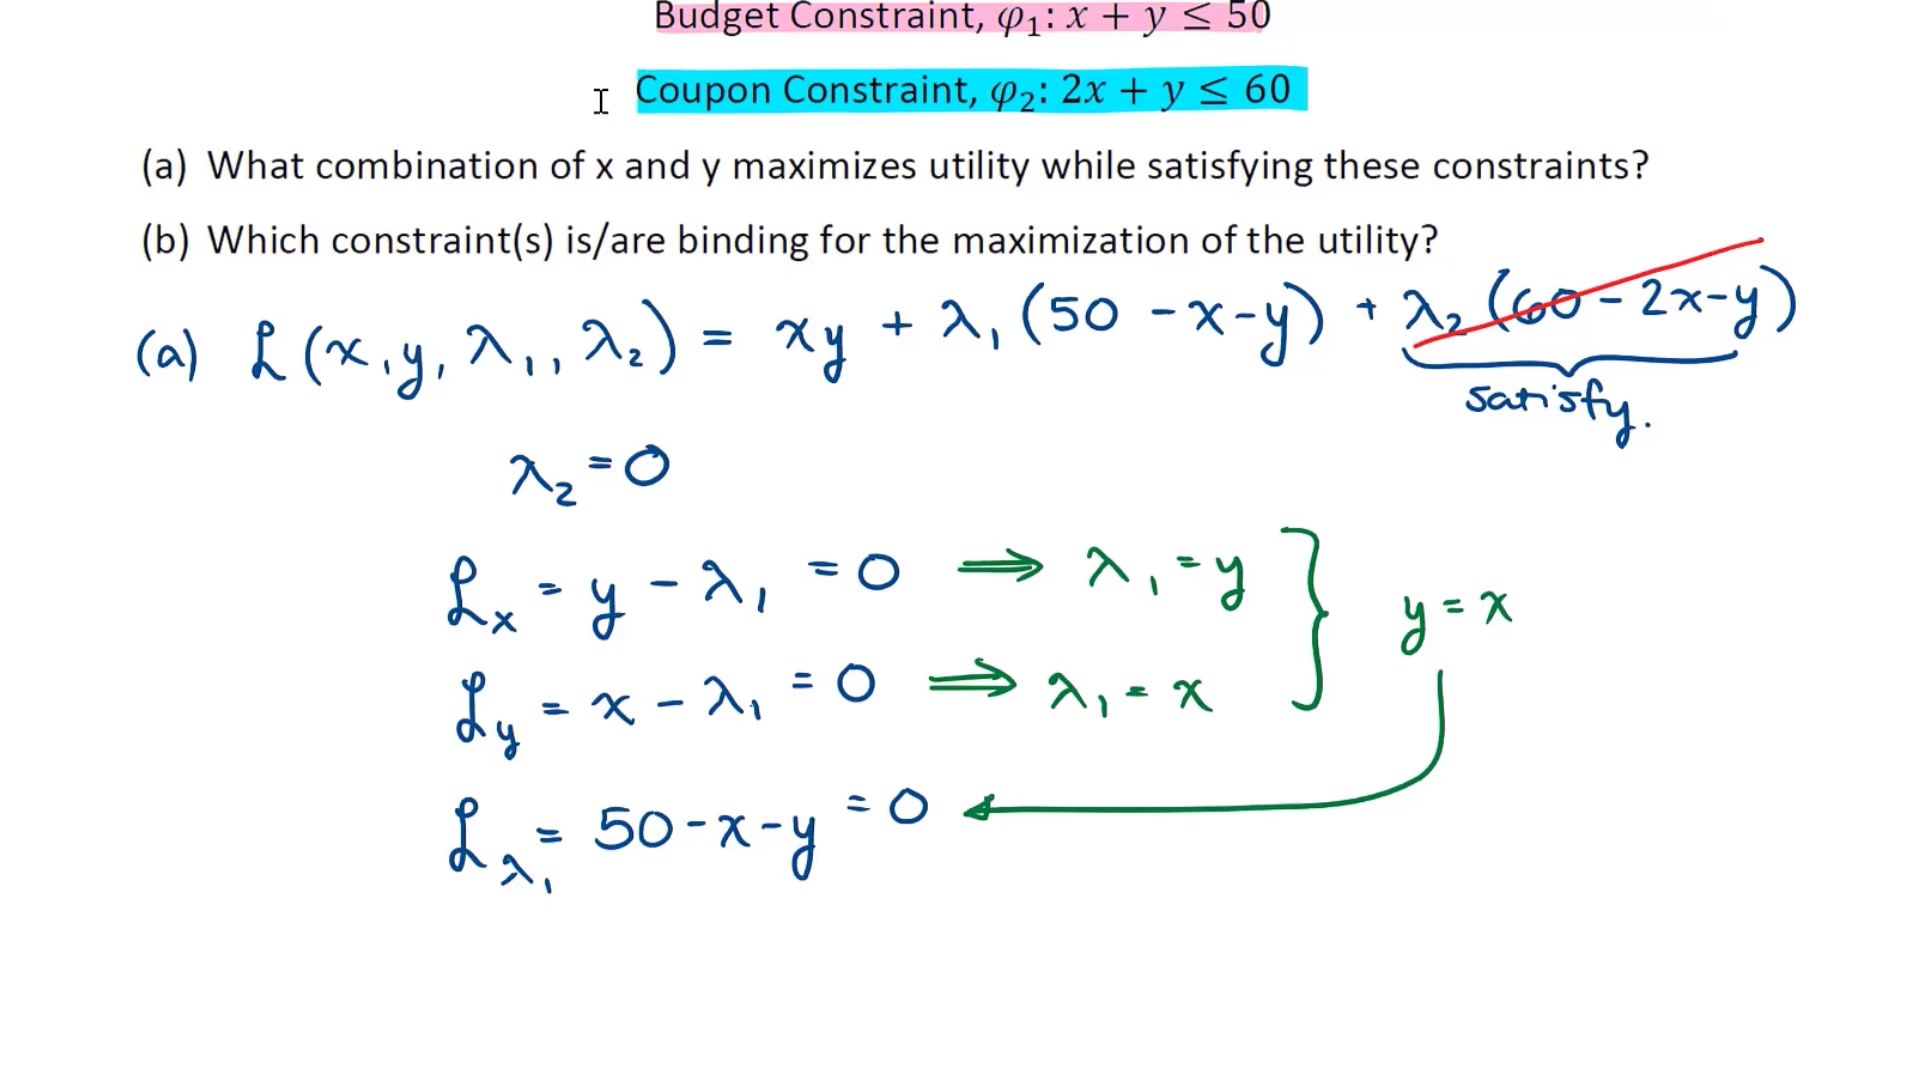 Budget Constraint, φ₁: x + y ≤ 50
Coupon Constraint, φ₂: 2x + y ≤ 60
(a) What combination of x and y maximizes utility while satisfying these constraints?
(b) Which constraint(s) is/are binding for the maximization of the utility?
(a) ℒ(x, y, λ₁, λ₂) = xy + λ₁(50 - x - y) + λ₂(60 - 2x - y)
satisfy.
λ₂ = 0
ℒₓ = y - λ₁ = 0 ⟹ λ₁ = y
y = x
ℒ_y = x - λ₁ = 0 ⟹ λ₁ = x
ℒ_λ₁ = 50 - x - y = 0